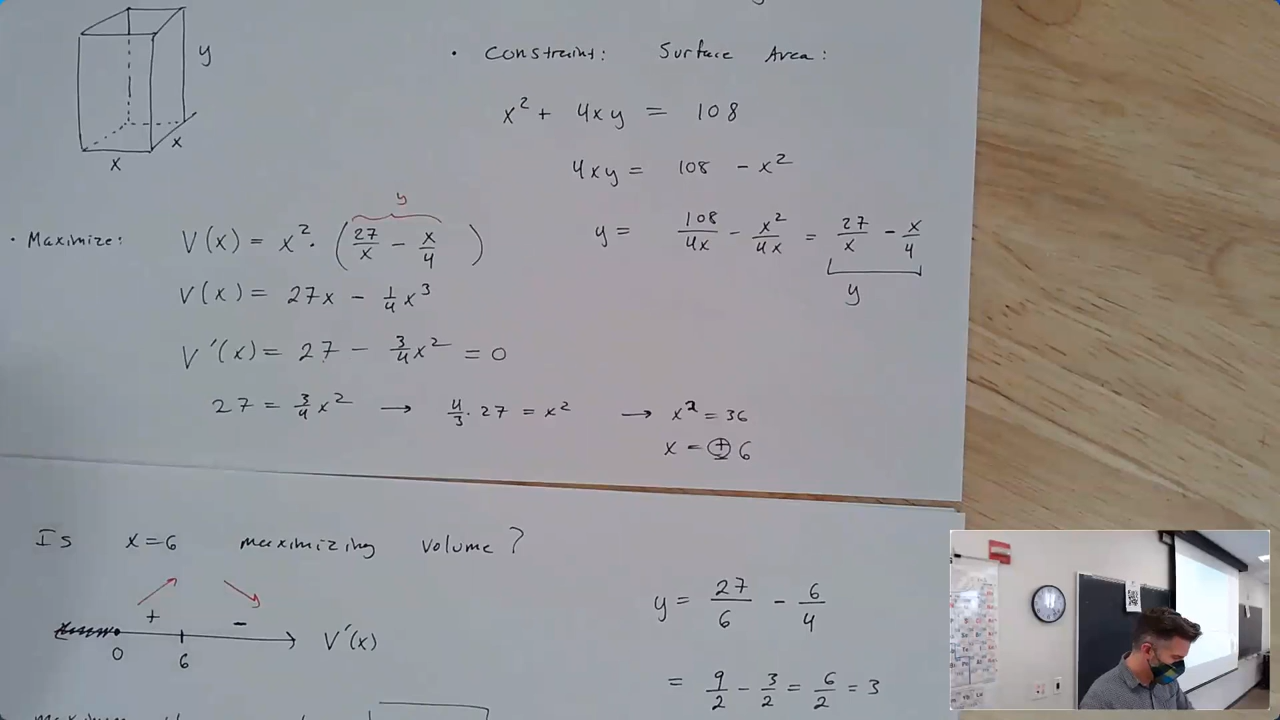 y
x
x
• Constraint: Surface Area:
x² + 4xy = 108
4xy = 108 - x²
y = 108/4x - x²/4x = 27/x - x/4
y
y
• Maximize: V(x) = x² · (27/x - x/4)
V(x) = 27x - 1/4 x³
V'(x) = 27 - 3/4 x² = 0
27 = 3/4 x² → 4/3 · 27 = x² → x² = 36
x = ± 6
Is x=6 maximizing volume?
+ -
0 6 V'(x)
y = 27/6 - 6/4
= 9/2 - 3/2 = 6/2 = 3